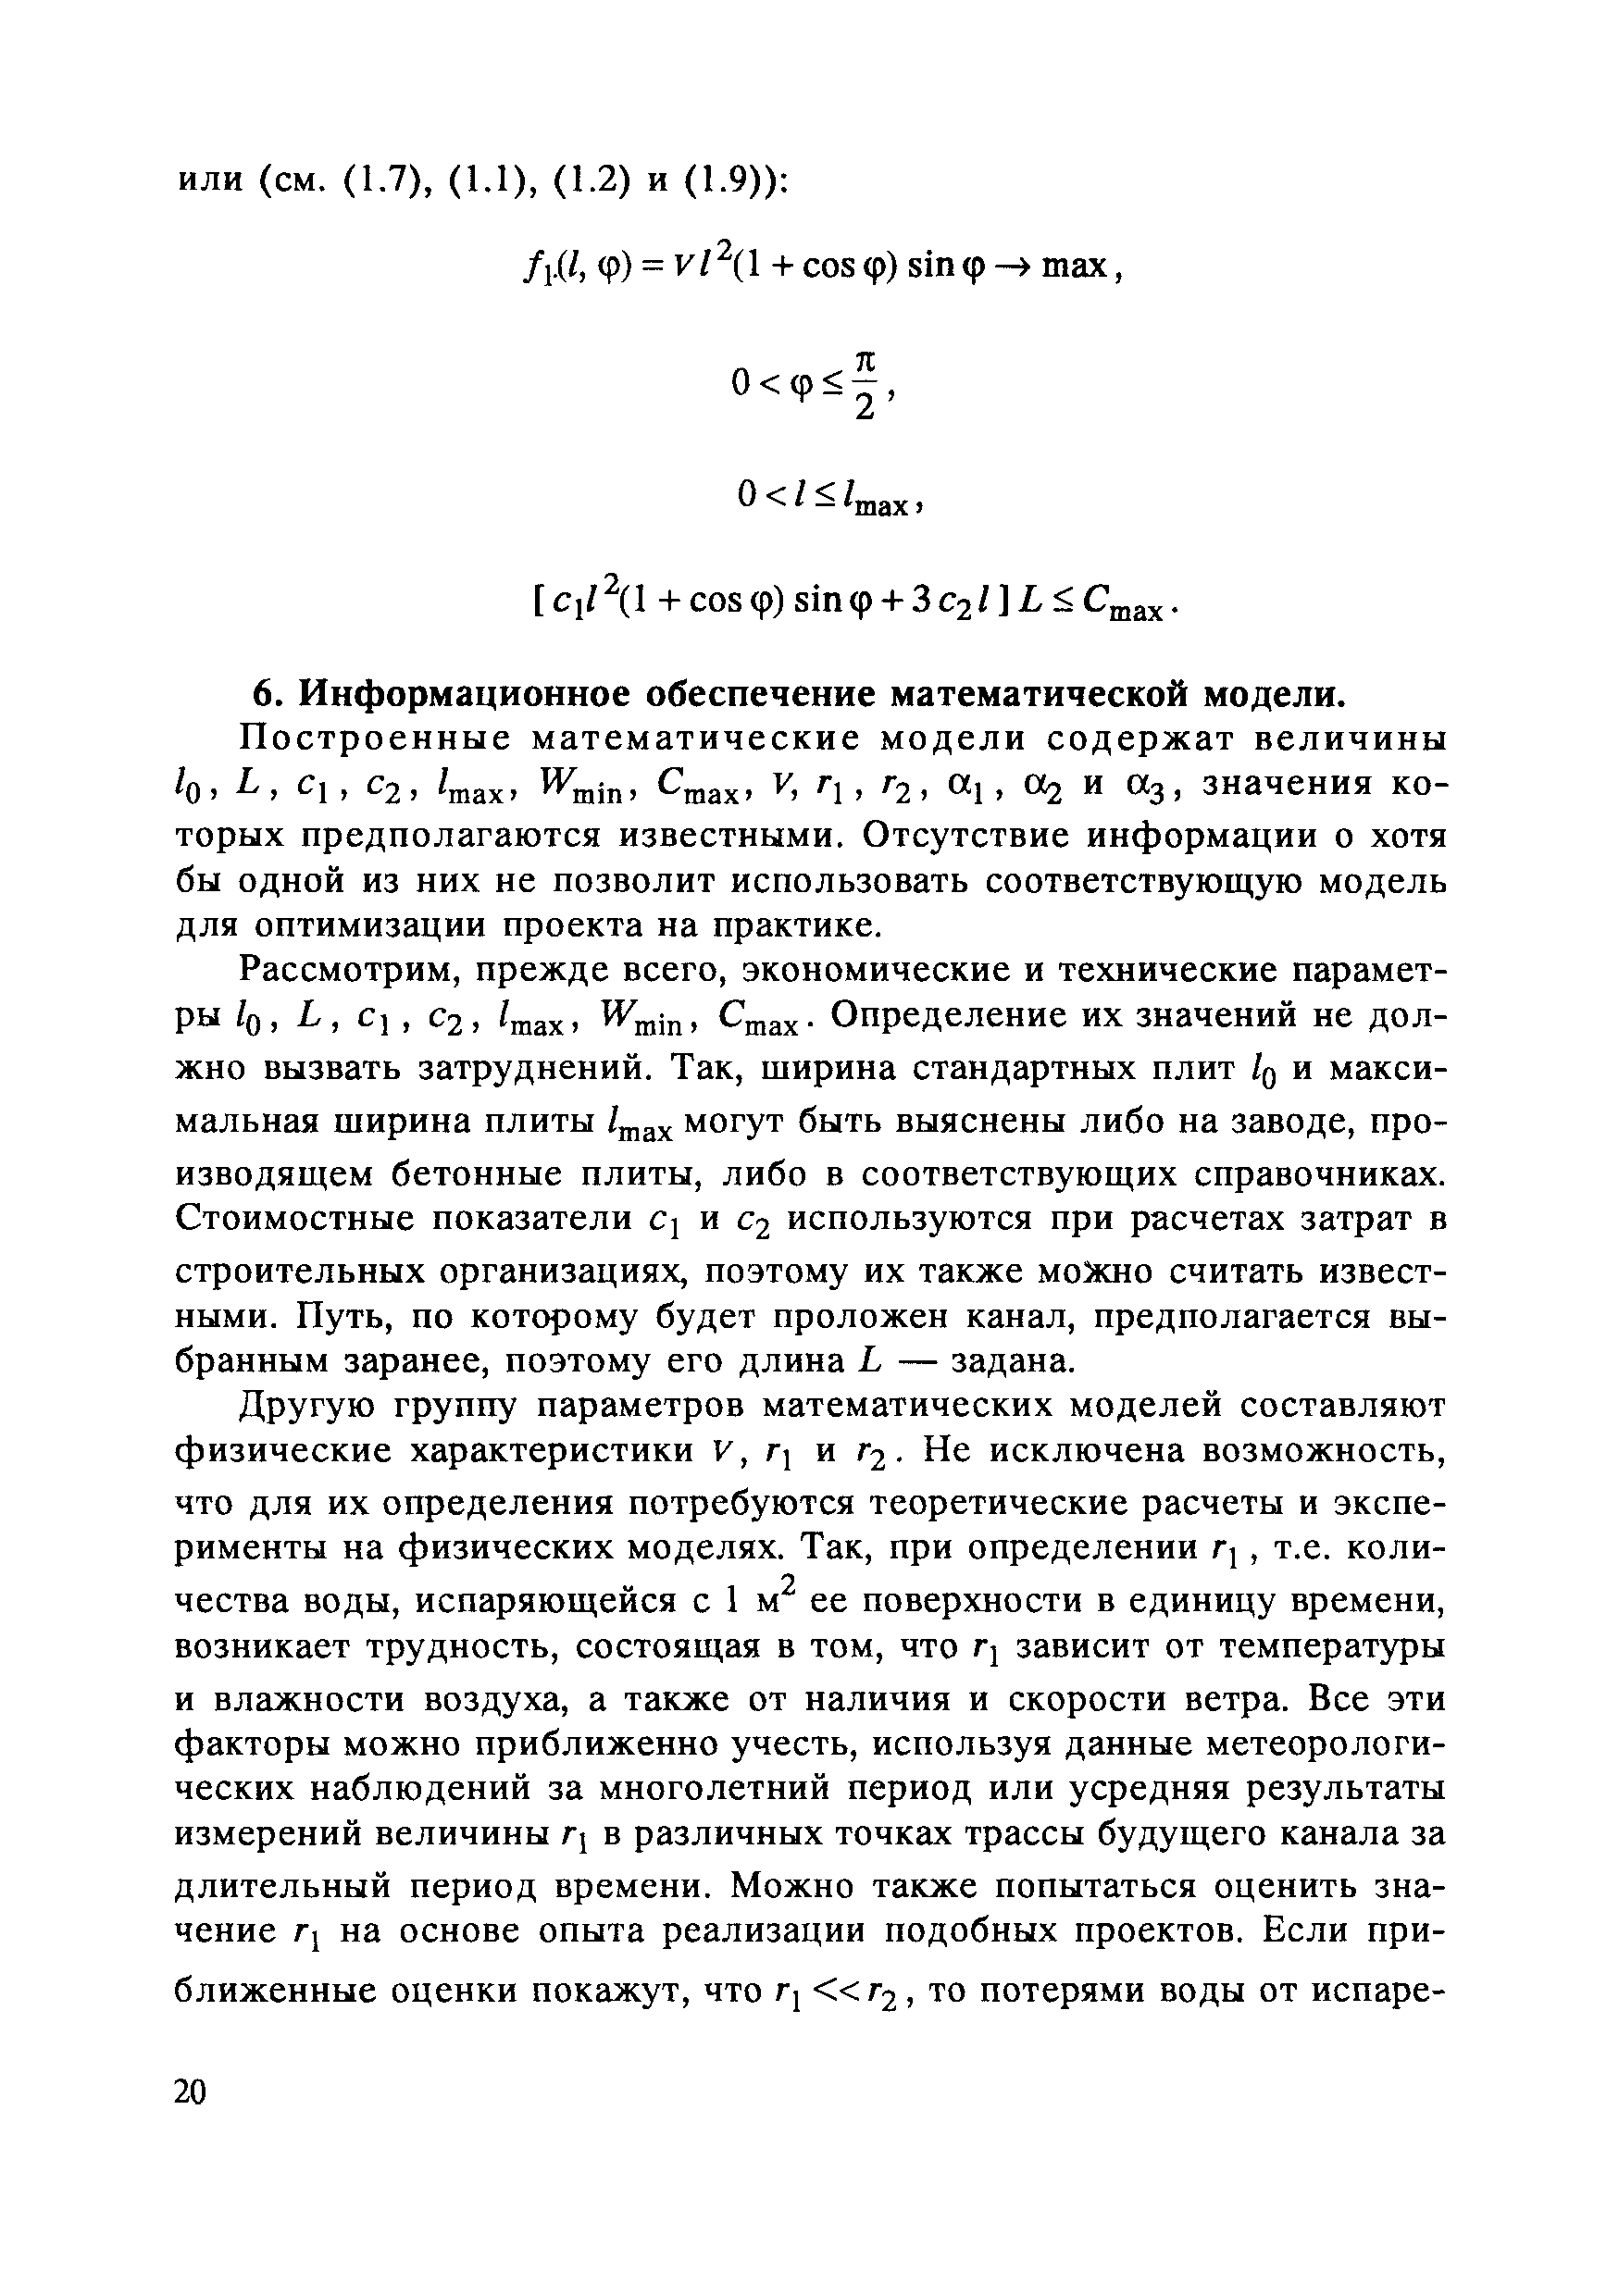 или (см. (1.7), (1.1), (1.2) и (1.9)):
f₁(l, φ) = v l²(1 + cos φ) sin φ → max,
0 < φ ≤ π/2,
0 < l ≤ lmax,
[ c₁l²(1 + cos φ) sin φ + 3 c₂l ] L ≤ Cmax.
6. Информационное обеспечение математической модели.
Построенные математические модели содержат величины
l₀, L, c₁, c₂, lmax, Wmin, Cmax, v, r₁, r₂, α₁, α₂ и α₃, значения ко-
торых предполагаются известными. Отсутствие информации о хотя
бы одной из них не позволит использовать соответствующую модель
для оптимизации проекта на практике.
Рассмотрим, прежде всего, экономические и технические парамет-
ры l₀, L, c₁, c₂, lmax, Wmin, Cmax. Определение их значений не дол-
жно вызвать затруднений. Так, ширина стандартных плит l₀ и макси-
мальная ширина плиты lmax могут быть выяснены либо на заводе, про-
изводящем бетонные плиты, либо в соответствующих справочниках.
Стоимостные показатели c₁ и c₂ используются при расчетах затрат в
строительных организациях, поэтому их также можно считать извест-
ными. Путь, по которому будет проложен канал, предполагается вы-
бранным заранее, поэтому его длина L — задана.
Другую группу параметров математических моделей составляют
физические характеристики v, r₁ и r₂. Не исключена возможность,
что для их определения потребуются теоретические расчеты и экспе-
рименты на физических моделях. Так, при определении r₁, т.е. коли-
чества воды, испаряющейся с 1 м² ее поверхности в единицу времени,
возникает трудность, состоящая в том, что r₁ зависит от температуры
и влажности воздуха, а также от наличия и скорости ветра. Все эти
факторы можно приближенно учесть, используя данные метеорологи-
ческих наблюдений за многолетний период или усредняя результаты
измерений величины r₁ в различных точках трассы будущего канала за
длительный период времени. Можно также попытаться оценить зна-
чение r₁ на основе опыта реализации подобных проектов. Если при-
ближенные оценки покажут, что r₁ << r₂, то потерями воды от испаре-
20